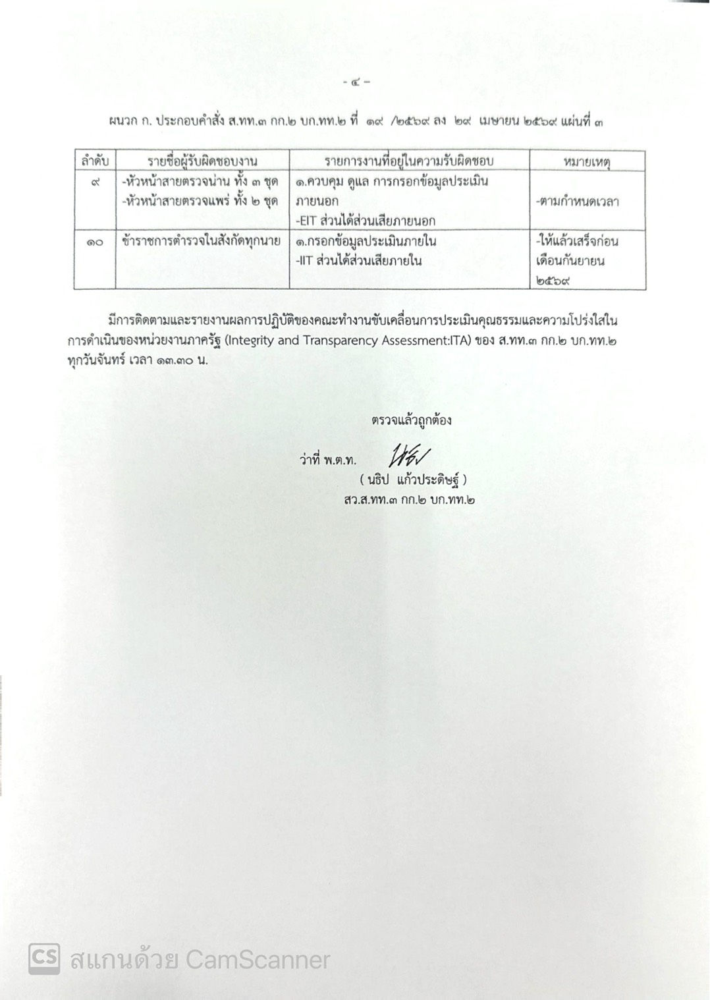 - ๔ –
ผนวก ก. ประกอบคำสั่ง ส.ทท.๓ กก.๒ บก.ทท.๒ ที่ ๑๙ /๒๕๖๙ ลง ๒๙ เมษายน ๒๕๖๙ แผ่นที่ ๓
ลำดับ รายชื่อผู้รับผิดชอบงาน รายการงานที่อยู่ในความรับผิดชอบ หมายเหตุ
๙ -หัวหน้าสายตรวจน่าน ทั้ง ๓ ชุด ๑.ควบคุม ดูแล การกรอกข้อมูลประเมิน
-หัวหน้าสายตรวจแพร่ ทั้ง ๒ ชุด ภายนอก -ตามกำหนดเวลา
-EIT ส่วนได้ส่วนเสียภายนอก
๑๐ ข้าราชการตำรวจในสังกัดทุกนาย ๑.กรอกข้อมูลประเมินภายใน -ให้แล้วเสร็จก่อน
-IIT ส่วนได้ส่วนเสียภายใน เดือนกันยายน
๒๕๖๙
มีการติดตามและรายงานผลการปฏิบัติของคณะทำงานขับเคลื่อนการประเมินคุณธรรมและความโปร่งใสใน
การดำเนินของหน่วยงานภาครัฐ (Integrity and Transparency Assessment:ITA) ของ ส.ทท.๓ กก.๒ บก.ทท.๒
ทุกวันจันทร์ เวลา ๑๓.๓๐ น.
ตรวจแล้วถูกต้อง
ว่าที่ พ.ต.ท.
( นธิป แก้วประดิษฐ์ )
สว.ส.ทท.๓ กก.๒ บก.ทท.๒
CS สแกนด้วย CamScanner